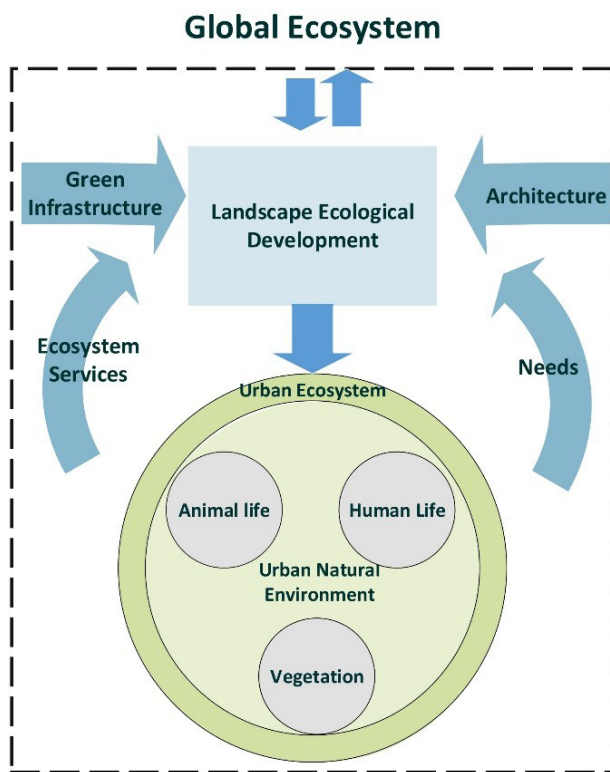 Global Ecosystem
Green
Infrastructure
Landscape Ecological
Development
Architecture
Ecosystem
Services
Needs
Urban Ecosystem
Animal life
Human Life
Urban Natural
Environment
Vegetation